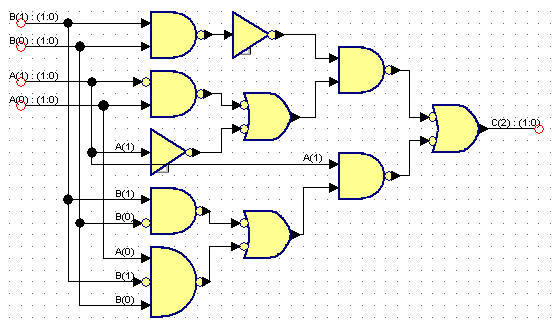 B(1) : (1:0)
B(0) : (1:0)
A(1) : (1:0)
A(0) : (1:0)
A(1)
A(1)
B(1)
B(0)
A(0)
B(1)
B(0)
C(2) : (1:0)